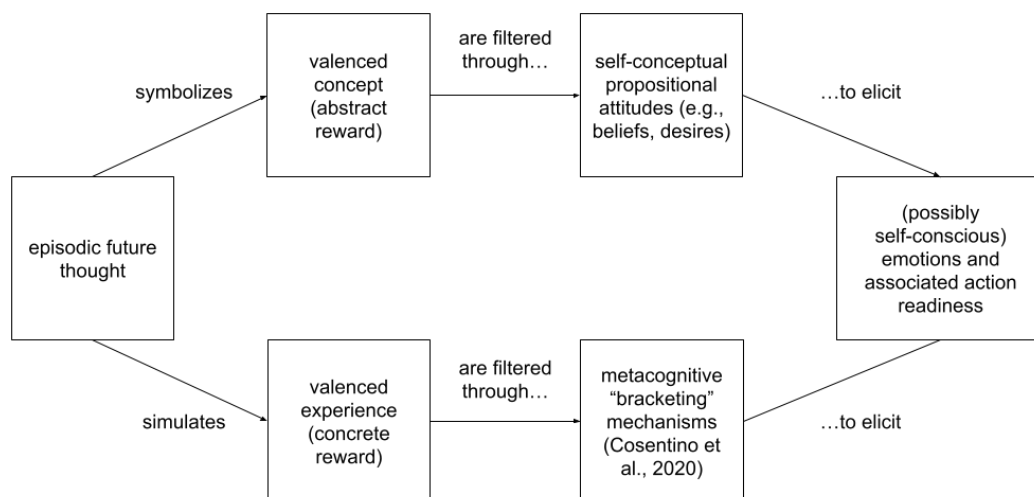 episodic future
thought
symbolizes
valenced
concept
(abstract
reward)
are filtered
through…
self-conceptual
propositional
attitudes (e.g.,
beliefs, desires)
…to elicit
simulates
valenced
experience
(concrete
reward)
are filtered
through…
metacognitive
“bracketing”
mechanisms
(Cosentino et
al., 2020)
…to elicit
(possibly
self-conscious)
emotions and
associated action
readiness